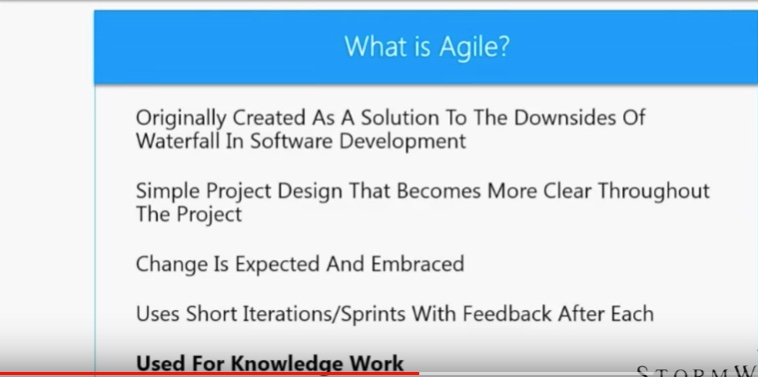 What is Agile?
Originally Created As A Solution To The Downsides Of
Waterfall In Software Development
Simple Project Design That Becomes More Clear Throughout
The Project
Change Is Expected And Embraced
Uses Short Iterations/Sprints With Feedback After Each
Used For Knowledge Work